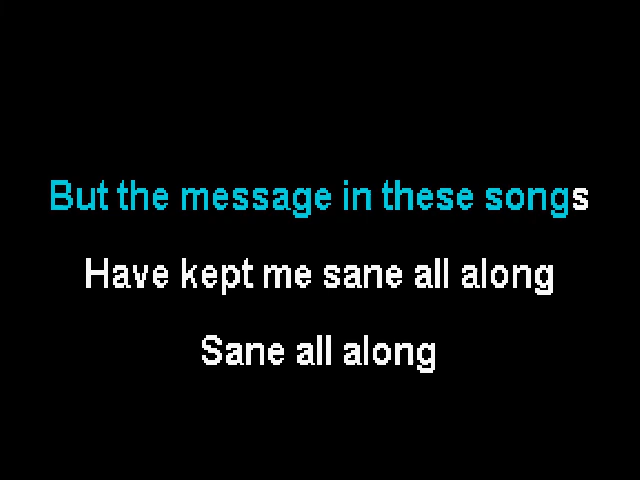 But the message in these songs
Have kept me sane all along
Sane all along